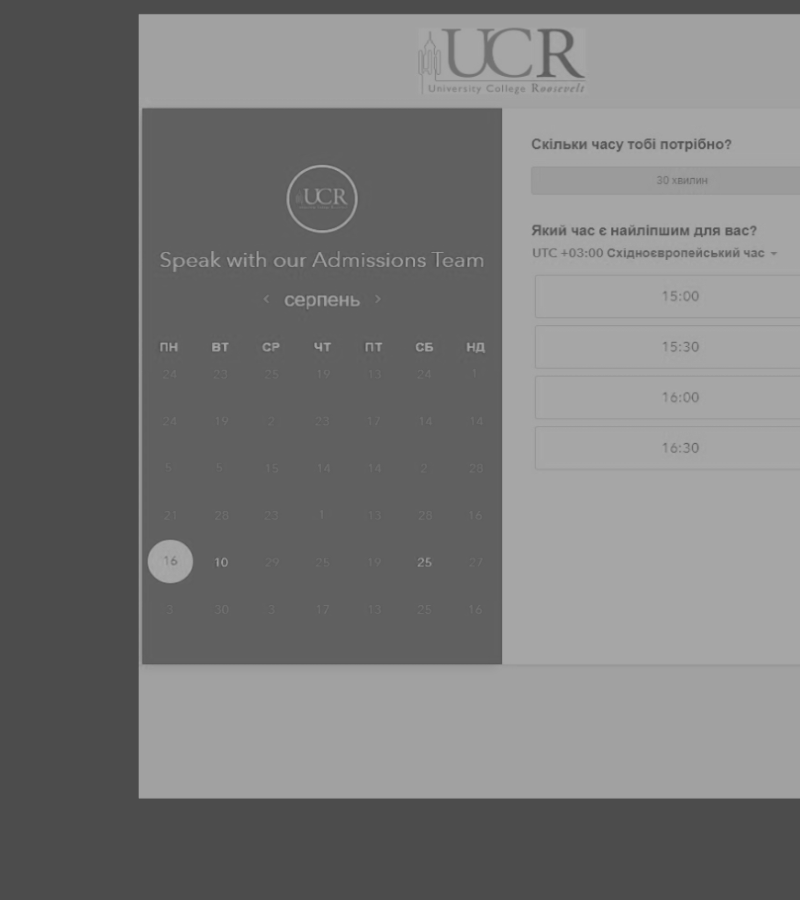 UCR
University College Roosevelt
UCR
Speak with our Admissions Team
‹ серпень ›
ПН ВТ СР ЧТ ПТ СБ НД
24 23 25 19 13 24 1
24 19 2 23 17 14 14
5 5 15 14 14 2 28
21 28 23 1 13 28 16
16 10 29 25 19 25 27
3 30 3 17 13 25 16
Скільки часу тобі потрібно?
30 хвилин
Який час є найліпшим для вас?
UTC +03:00 Східноєвропейський час
15:00
15:30
16:00
16:30